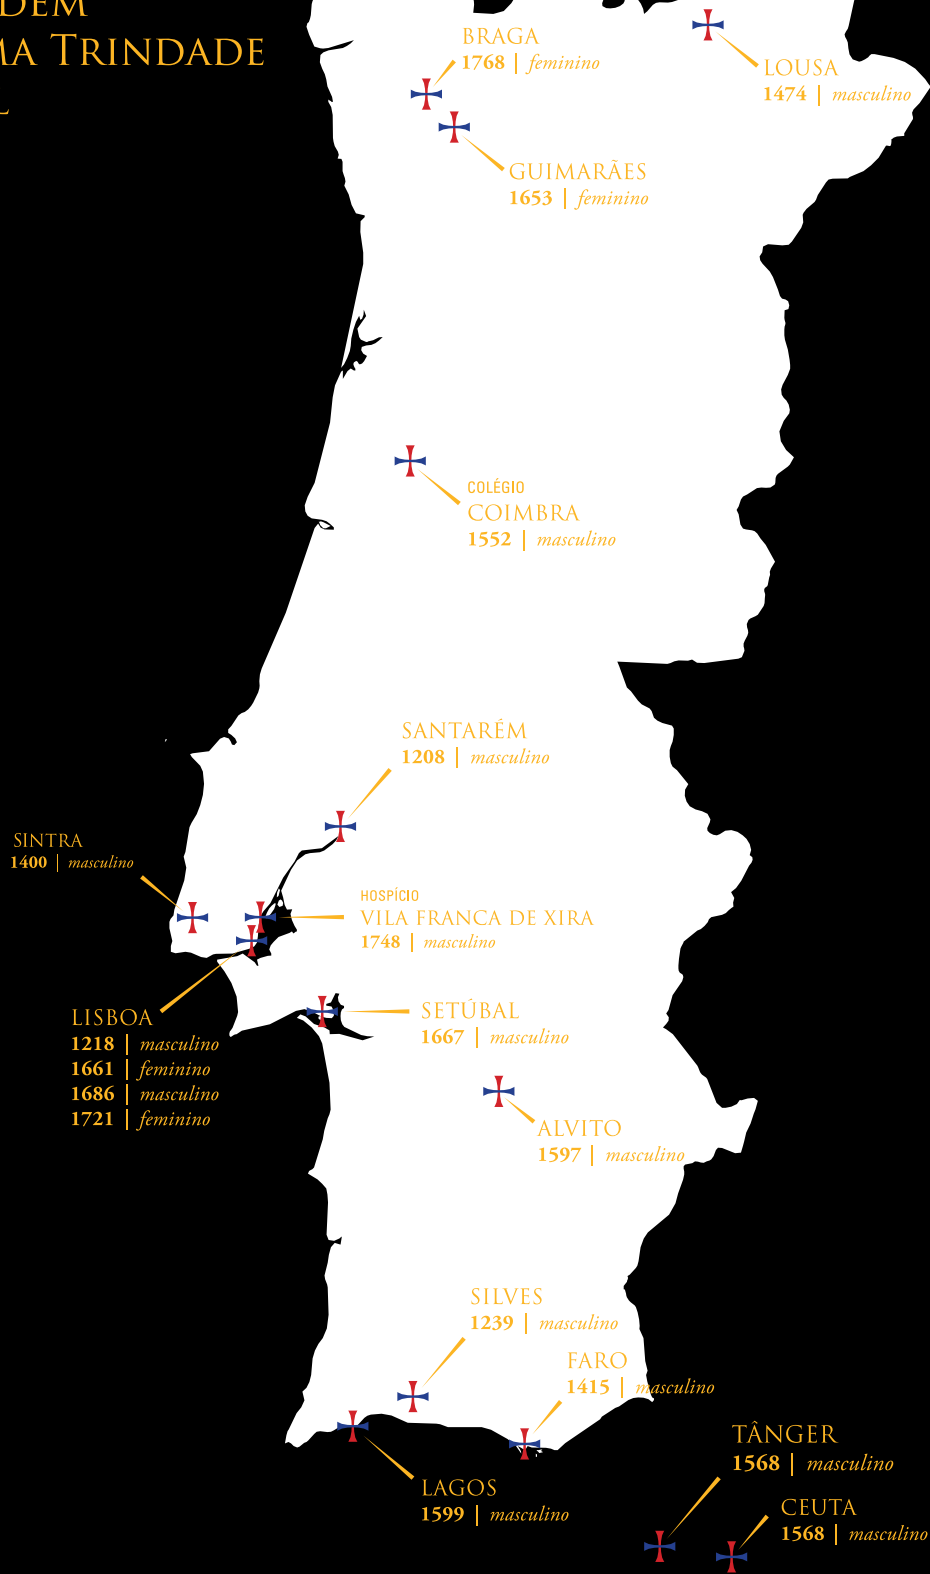 TRINDADE
BRAGA
1768 | feminino
LOUSA
1474 | masculino
GUIMARÃES
1653 | feminino
COLÉGIO
COIMBRA
1552 | masculino
SANTARÉM
1208 | masculino
SINTRA
1400 | masculino
HOSPÍCIO
VILA FRANCA DE XIRA
1748 | masculino
LISBOA
1218 | masculino
1661 | feminino
1686 | masculino
1721 | feminino
SETÚBAL
1667 | masculino
ALVITO
1597 | masculino
SILVES
1239 | masculino
FARO
1415 | masculino
LAGOS
1599 | masculino
TÂNGER
1568 | masculino
CEUTA
1568 | masculino